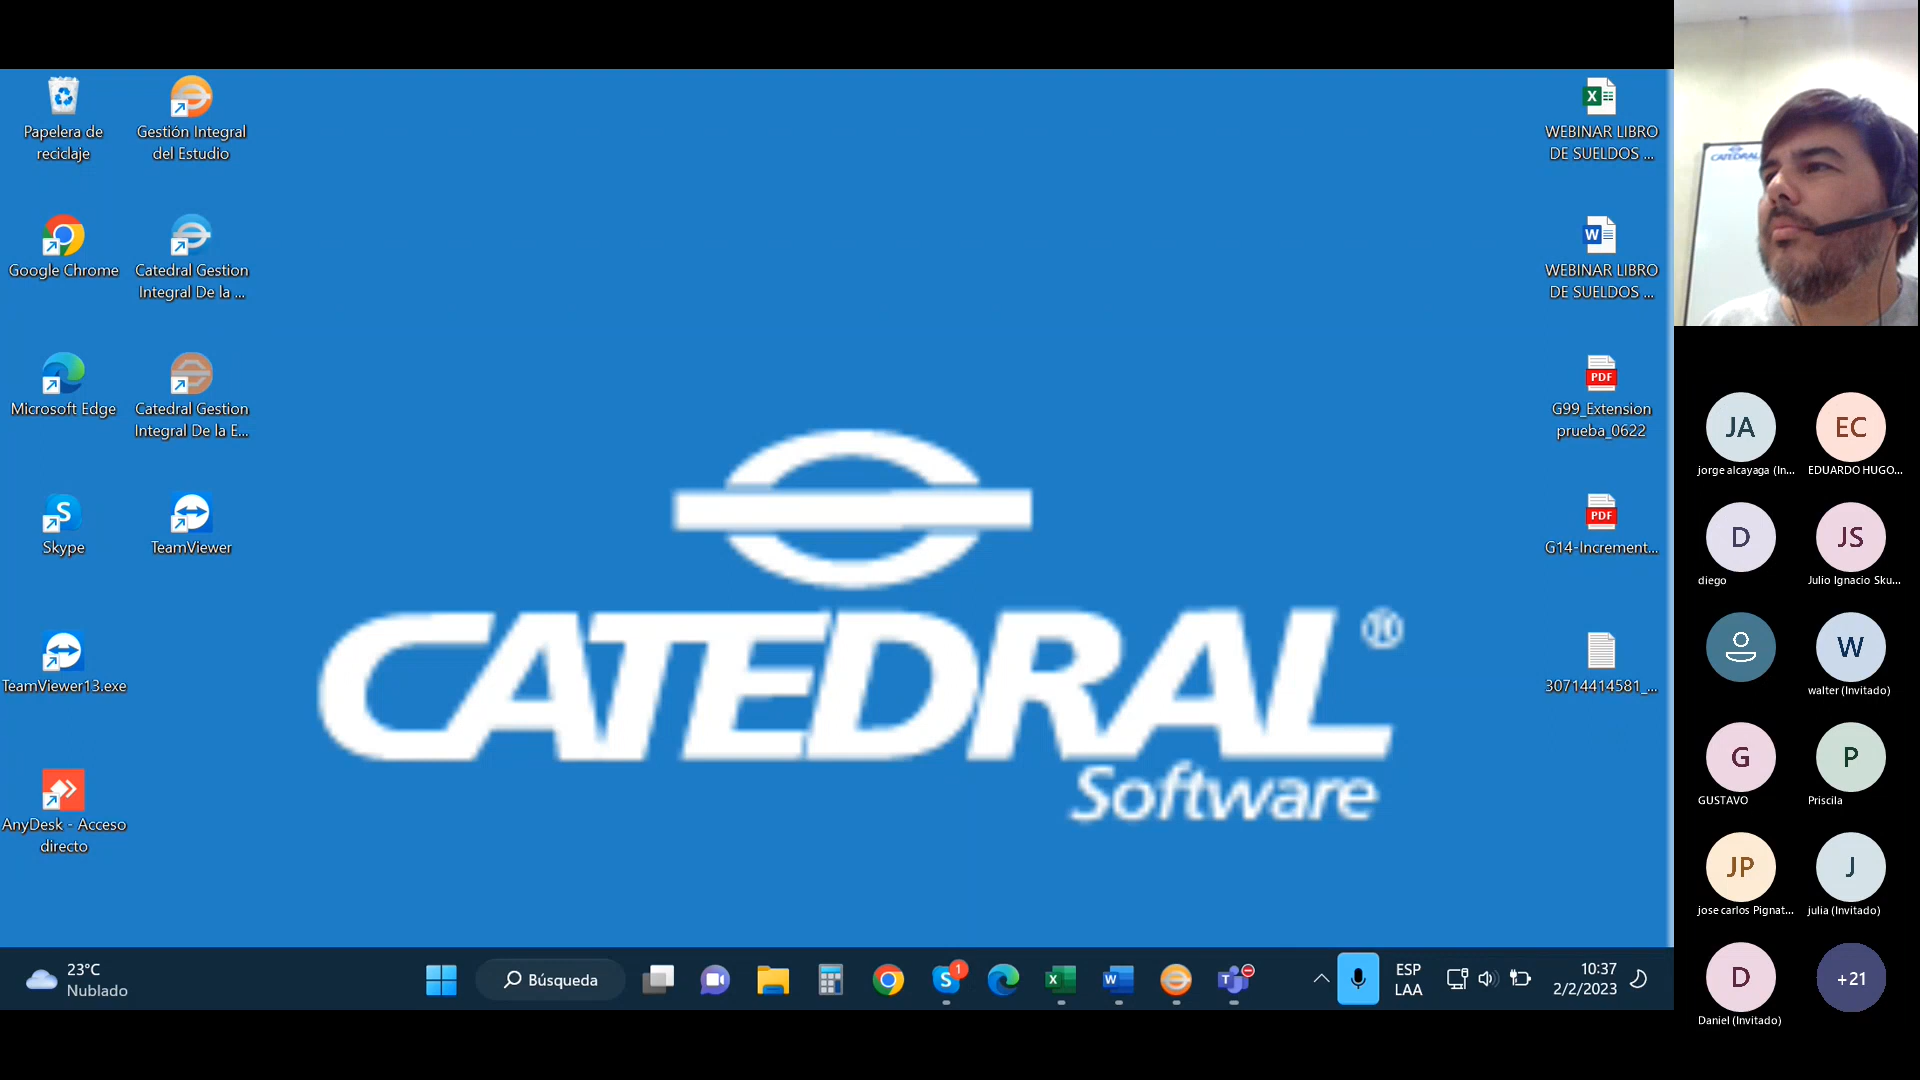 Papelera de
reciclaje
Gestión Integral
del Estudio
Google Chrome
Catedral Gestion
Integral De la ...
Microsoft Edge
Catedral Gestion
Integral De la E...
Skype
TeamViewer
TeamViewer13.exe
AnyDesk - Acceso
directo
CATEDRAL®
Software
WEBINAR LIBRO
DE SUELDOS ...
WEBINAR LIBRO
DE SUELDOS ...
PDF
G99_Extension
prueba_0622
PDF
G14-Increment...
30714414581_...
23°C
Nublado
Búsqueda
1
ESP
LAA
10:37
2/2/2023
CATEDRAL
JA
jorge alcayaga (In...
EC
EDUARDO HUGO...
D
diego
JS
Julio Ignacio Sku...
W
walter (Invitado)
G
GUSTAVO
P
Priscila
JP
jose carlos Pignat...
J
julia (Invitado)
D
Daniel (Invitado)
+21